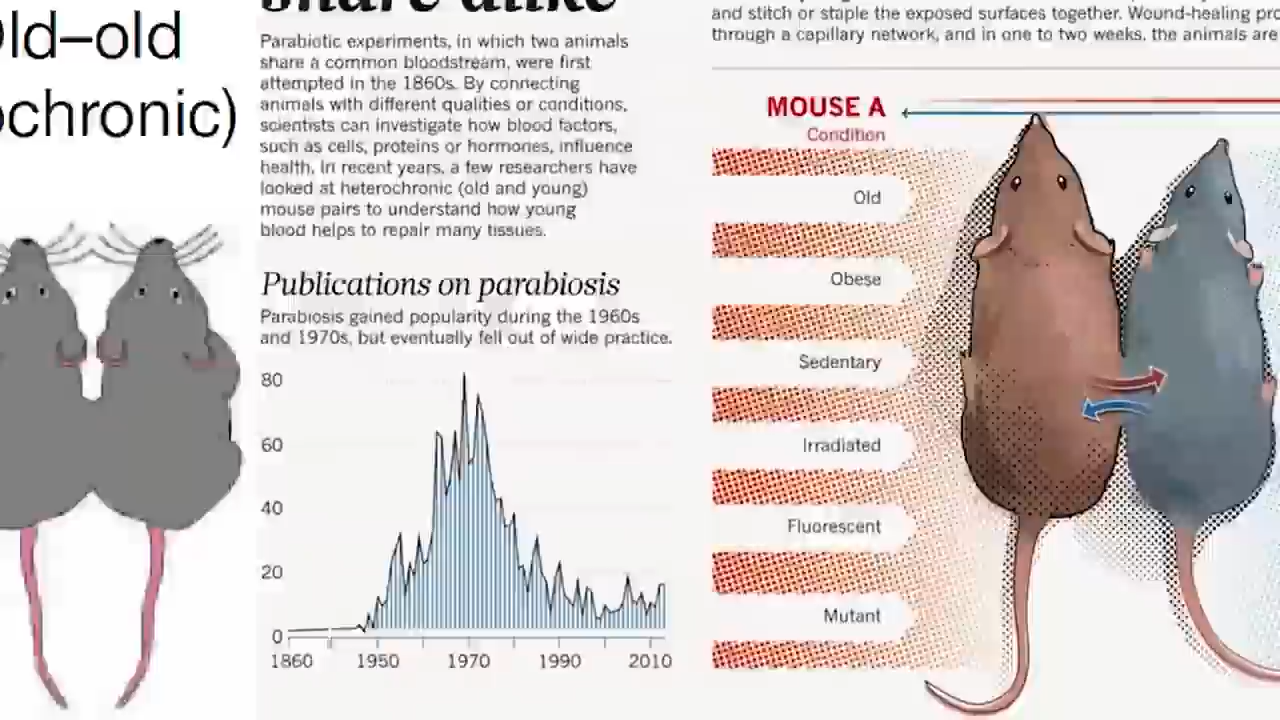 Old–old
ochronic)
share alike
Parabiotic experiments, in which two animals
share a common bloodstream, were first
attempted in the 1860s. By connecting
animals with different qualities or conditions,
scientists can investigate how blood factors,
such as cells, proteins or hormones, influence
health. In recent years, a few researchers have
looked at heterochronic (old and young)
mouse pairs to understand how young
blood helps to repair many tissues.
Publications on parabiosis
Parabiosis gained popularity during the 1960s
and 1970s, but eventually fell out of wide practice.
80
60
40
20
0
1860 1950 1970 1990 2010
and stitch or staple the exposed surfaces together. Wound-healing pro
through a capillary network, and in one to two weeks, the animals are
MOUSE A
Condition
Old
Obese
Sedentary
Irradiated
Fluorescent
Mutant